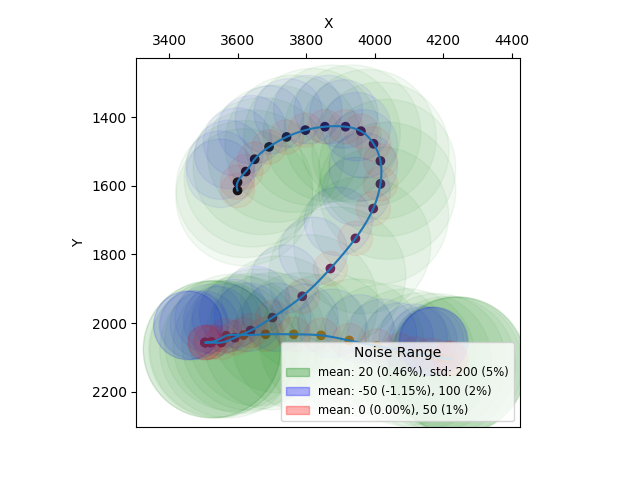 X
3400 3600 3800 4000 4200 4400
1400
1600
1800
2000
2200
Y
Noise Range
mean: 20 (0.46%), std: 200 (5%)
mean: -50 (-1.15%), 100 (2%)
mean: 0 (0.00%), 50 (1%)